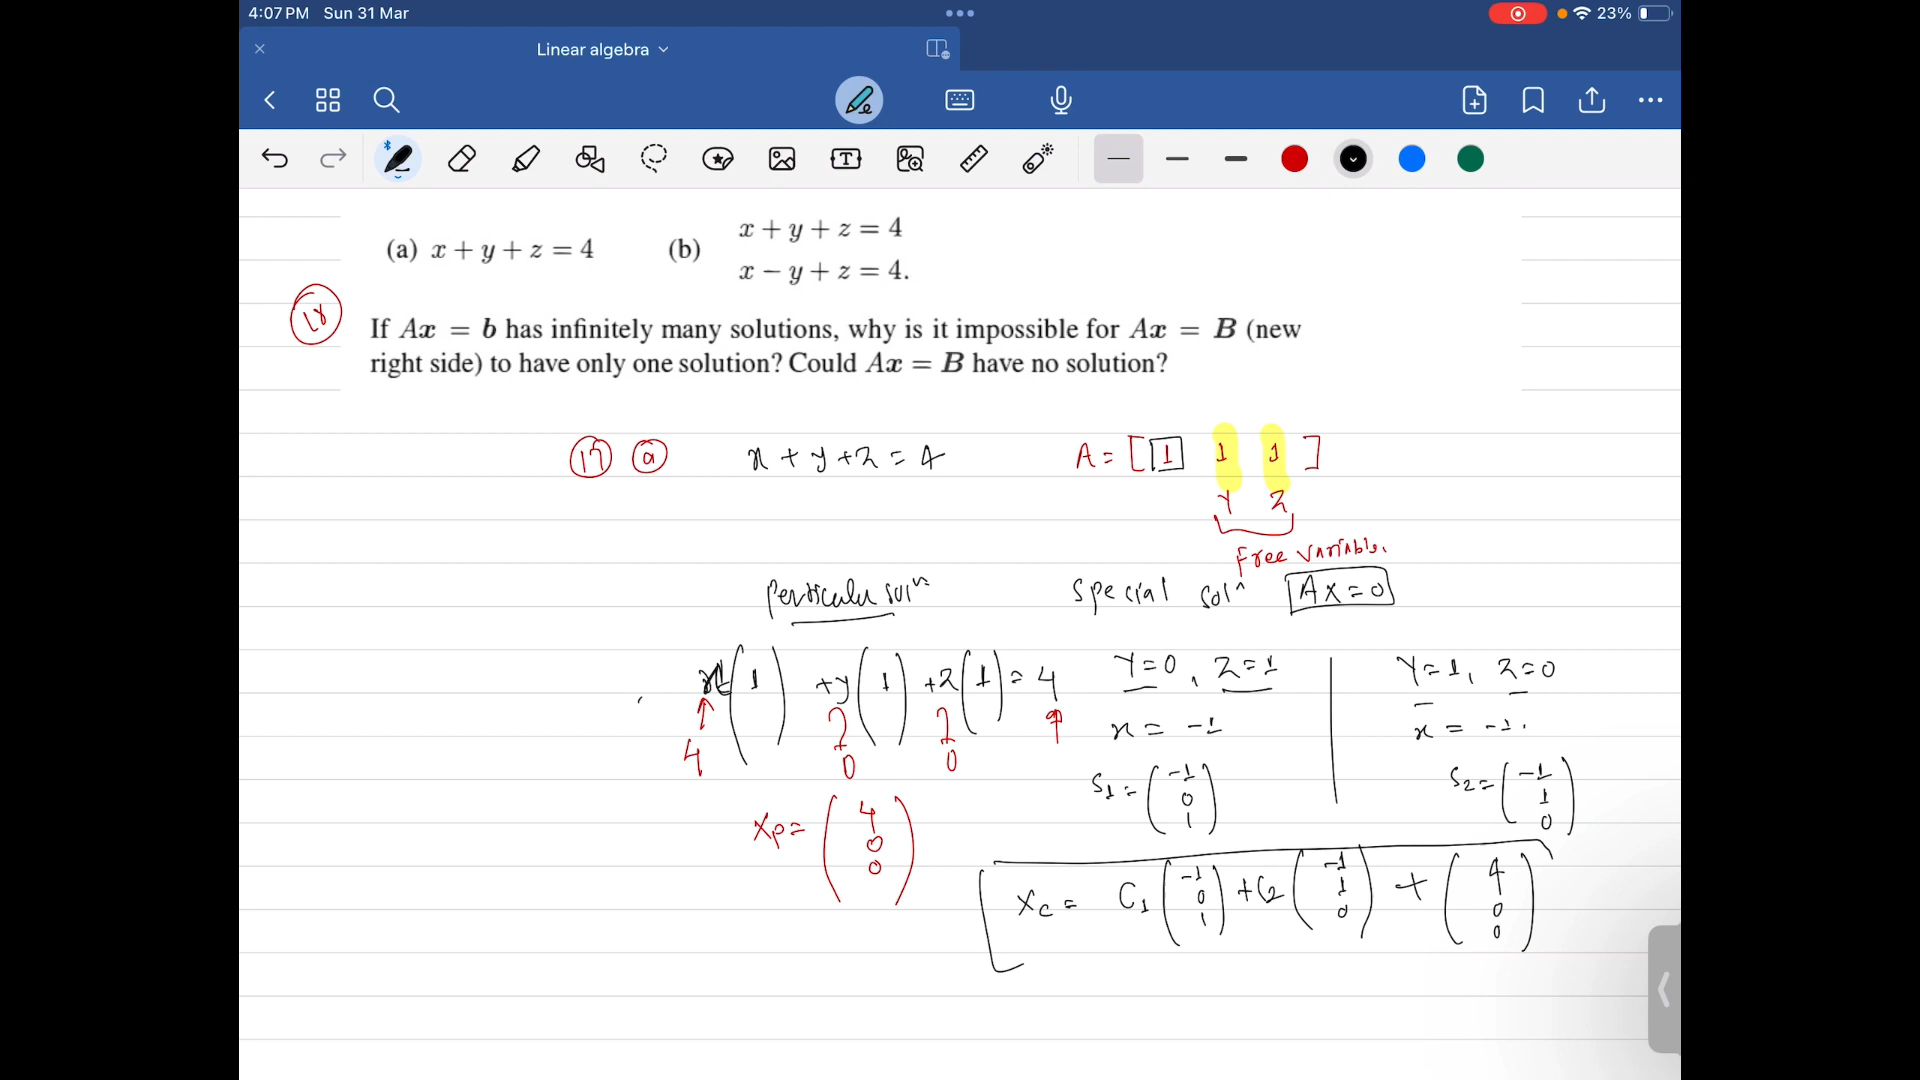 4:07 PM Sun 31 Mar
23%
Linear algebra
(a) x + y + z = 4 (b) x + y + z = 4
x − y + z = 4.
18
If Ax = b has infinitely many solutions, why is it impossible for Ax = B (new
right side) to have only one solution? Could Ax = B have no solution?
17 a x + y + z = 4 A = [ 1 1 1 ]
Y Z
Free variable.
Perticular solⁿ Special solⁿ Ax = 0
x (1) + y (1) + z (1) = 4 Y=0, Z=1 Y=1, Z=0
4 0 0
x = -1 x = -1.
S1 = (-1 0 1) S2 = (-1 1 0)
Xp = (4 0 0)
Xc = C1 (-1 0 1) + C2 (-1 1 0) + (4 0 0)